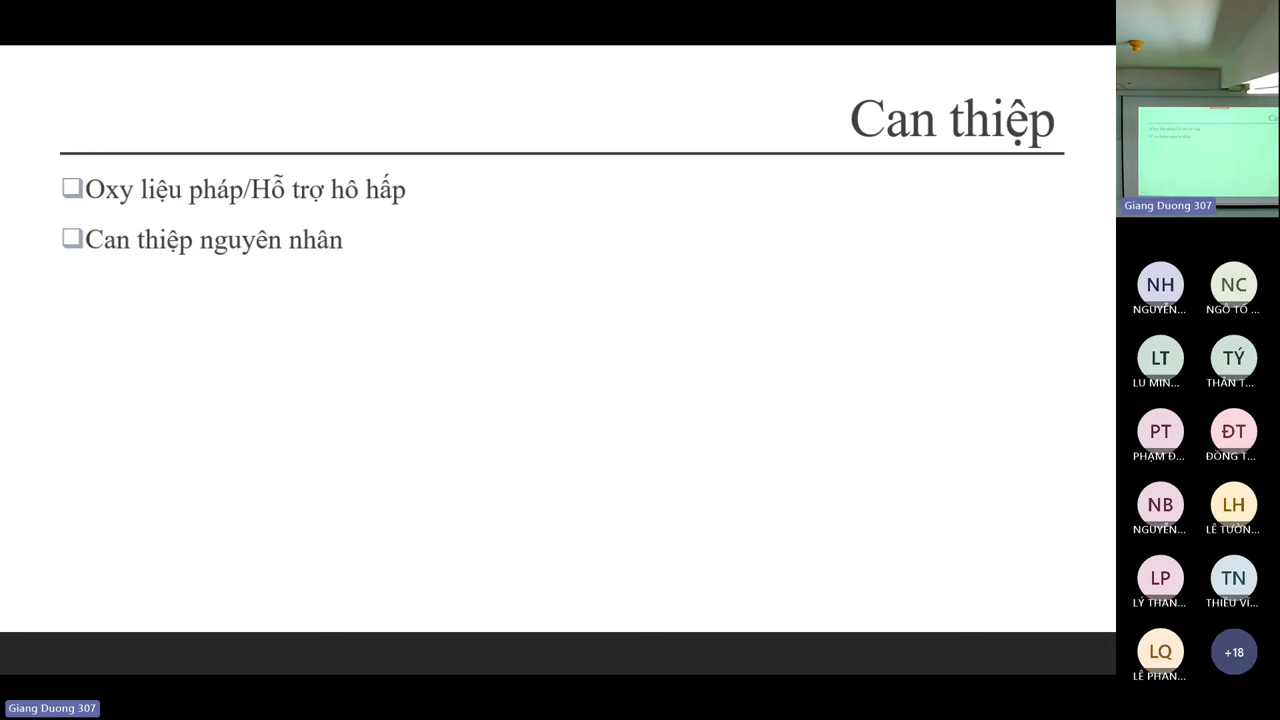 Can thiệp
❑Oxy liệu pháp/Hỗ trợ hô hấp
❑Can thiệp nguyên nhân
Giang Duong 307
NH
NC
NGUYỄN...
NGÔ TỐ ...
LT
TÝ
LU MIN...
THÂN T...
PT
ĐT
PHẠM Đ...
ĐỒNG T...
NB
LH
NGUYỄN...
LÊ TƯỜN...
LP
TN
LÝ THAN...
THIỀU VĨ...
LQ
+18
LÊ PHAN...
Giang Duong 307